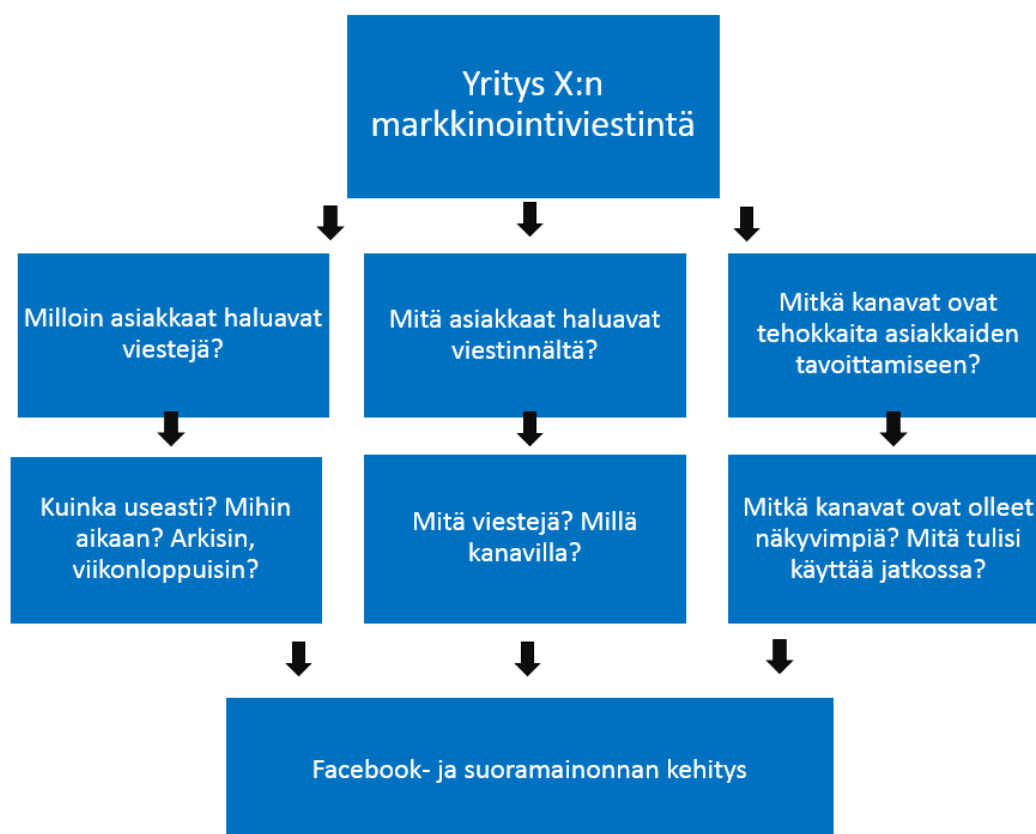 Yritys X:n
markkinointiviestintä
Milloin asiakkaat haluavat
viestejä?
Mitä asiakkaat haluavat
viestinnältä?
Mitkä kanavat ovat
tehokkaita asiakkaiden
tavoittamiseen?
Kuinka useasti? Mihin
aikaan? Arkisin,
viikonloppuisin?
Mitä viestejä? Millä
kanavilla?
Mitkä kanavat ovat olleet
näkyvimpiä? Mitä tulisi
käyttää jatkossa?
Facebook- ja suoramainonnan kehitys